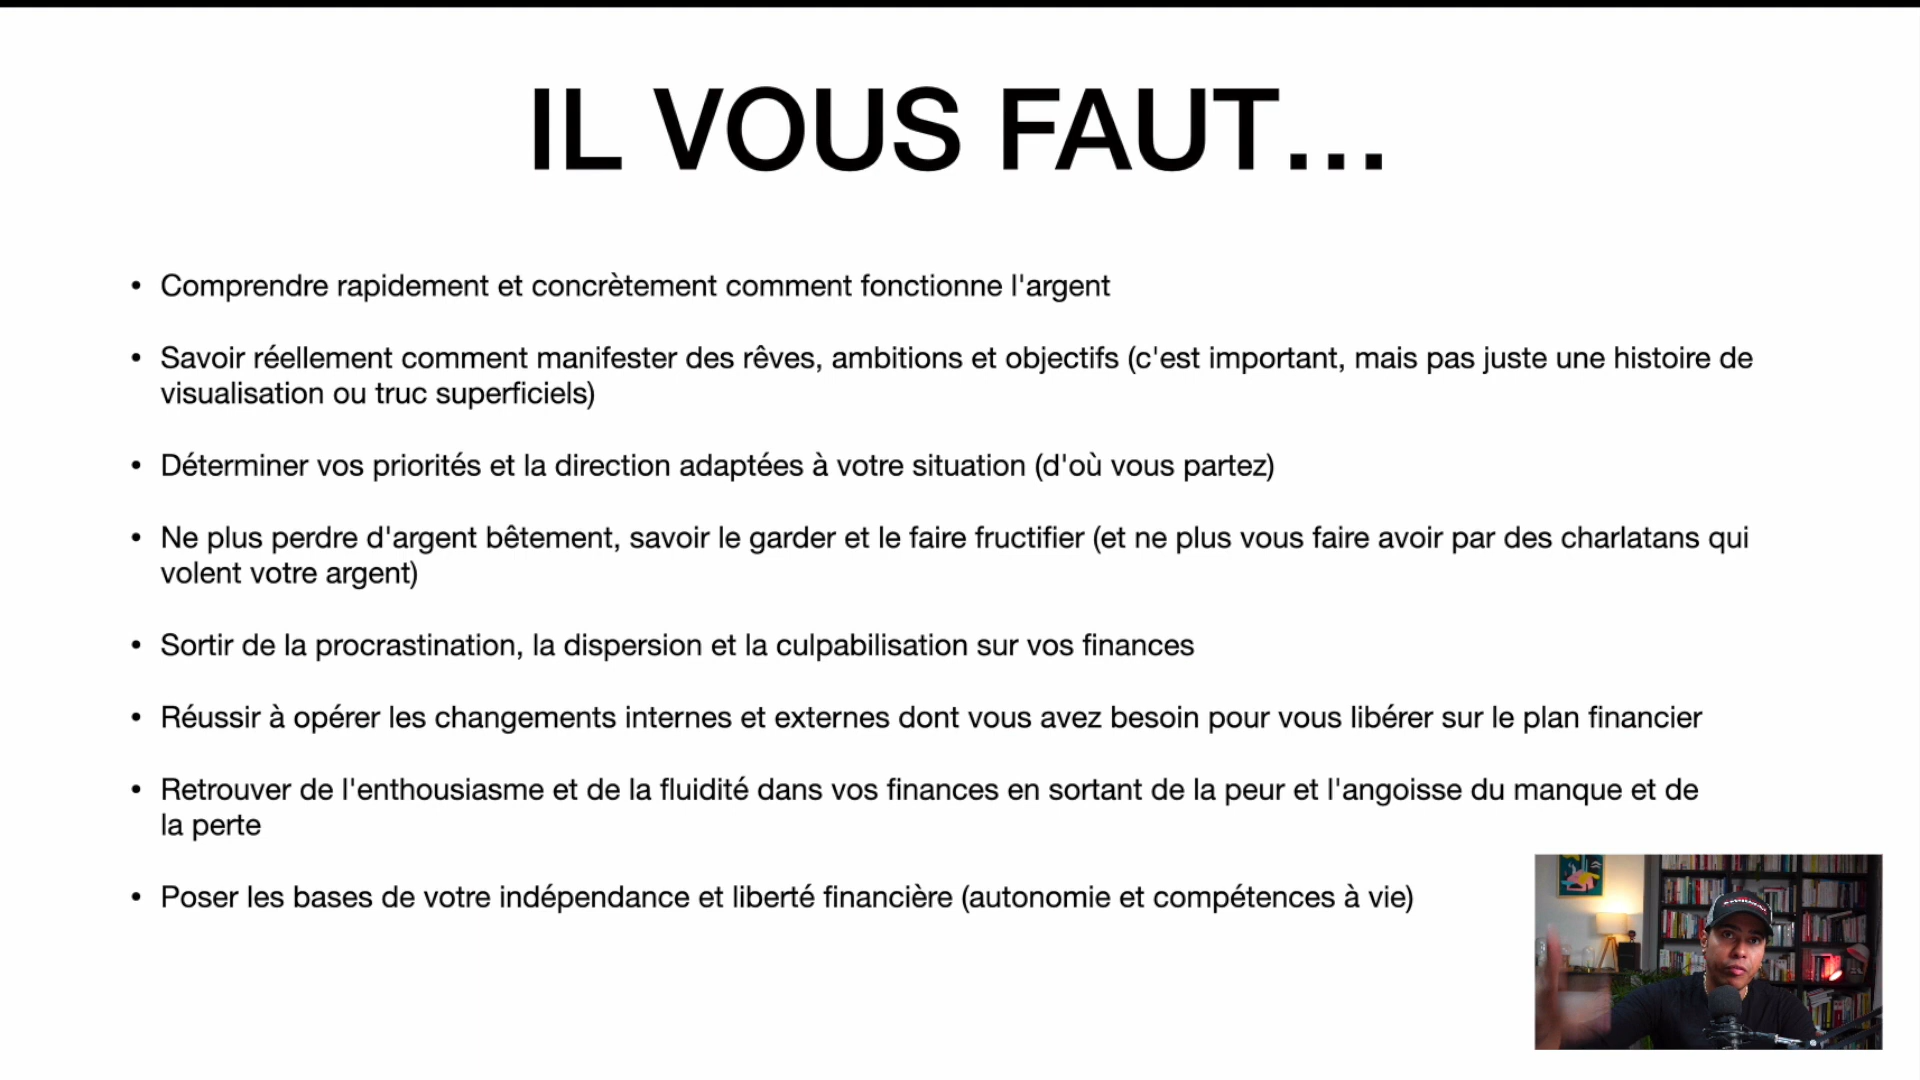 IL VOUS FAUT...
• Comprendre rapidement et concrètement comment fonctionne l'argent
• Savoir réellement comment manifester des rêves, ambitions et objectifs (c'est important, mais pas juste une histoire de
visualisation ou truc superficiels)
• Déterminer vos priorités et la direction adaptées à votre situation (d'où vous partez)
• Ne plus perdre d'argent bêtement, savoir le garder et le faire fructifier (et ne plus vous faire avoir par des charlatans qui
volent votre argent)
• Sortir de la procrastination, la dispersion et la culpabilisation sur vos finances
• Réussir à opérer les changements internes et externes dont vous avez besoin pour vous libérer sur le plan financier
• Retrouver de l'enthousiasme et de la fluidité dans vos finances en sortant de la peur et l'angoisse du manque et de
la perte
• Poser les bases de votre indépendance et liberté financière (autonomie et compétences à vie)